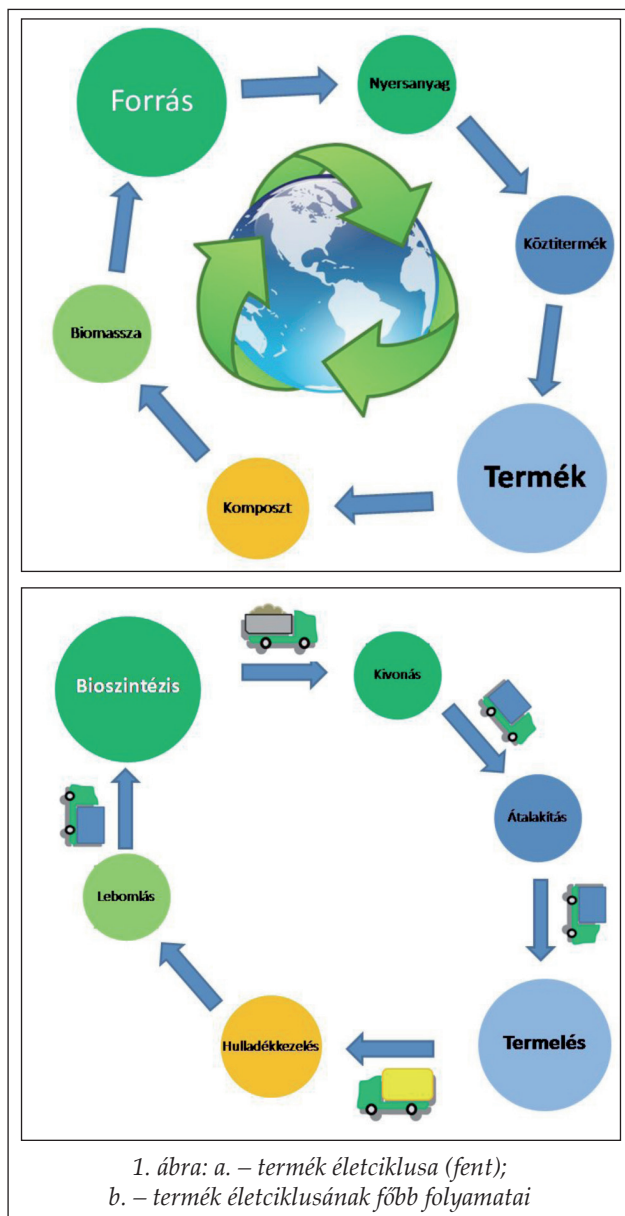 Forrás
Nyersanyag
Köztitermék
Termék
Komposzt
Biomassza
Bioszintézis
Kivonás
Átalakítás
Termelés
Hulladékkezelés
Lebomlás
1. ábra: a. – termék életciklusa (fent);
b. – termék életciklusának főbb folyamatai